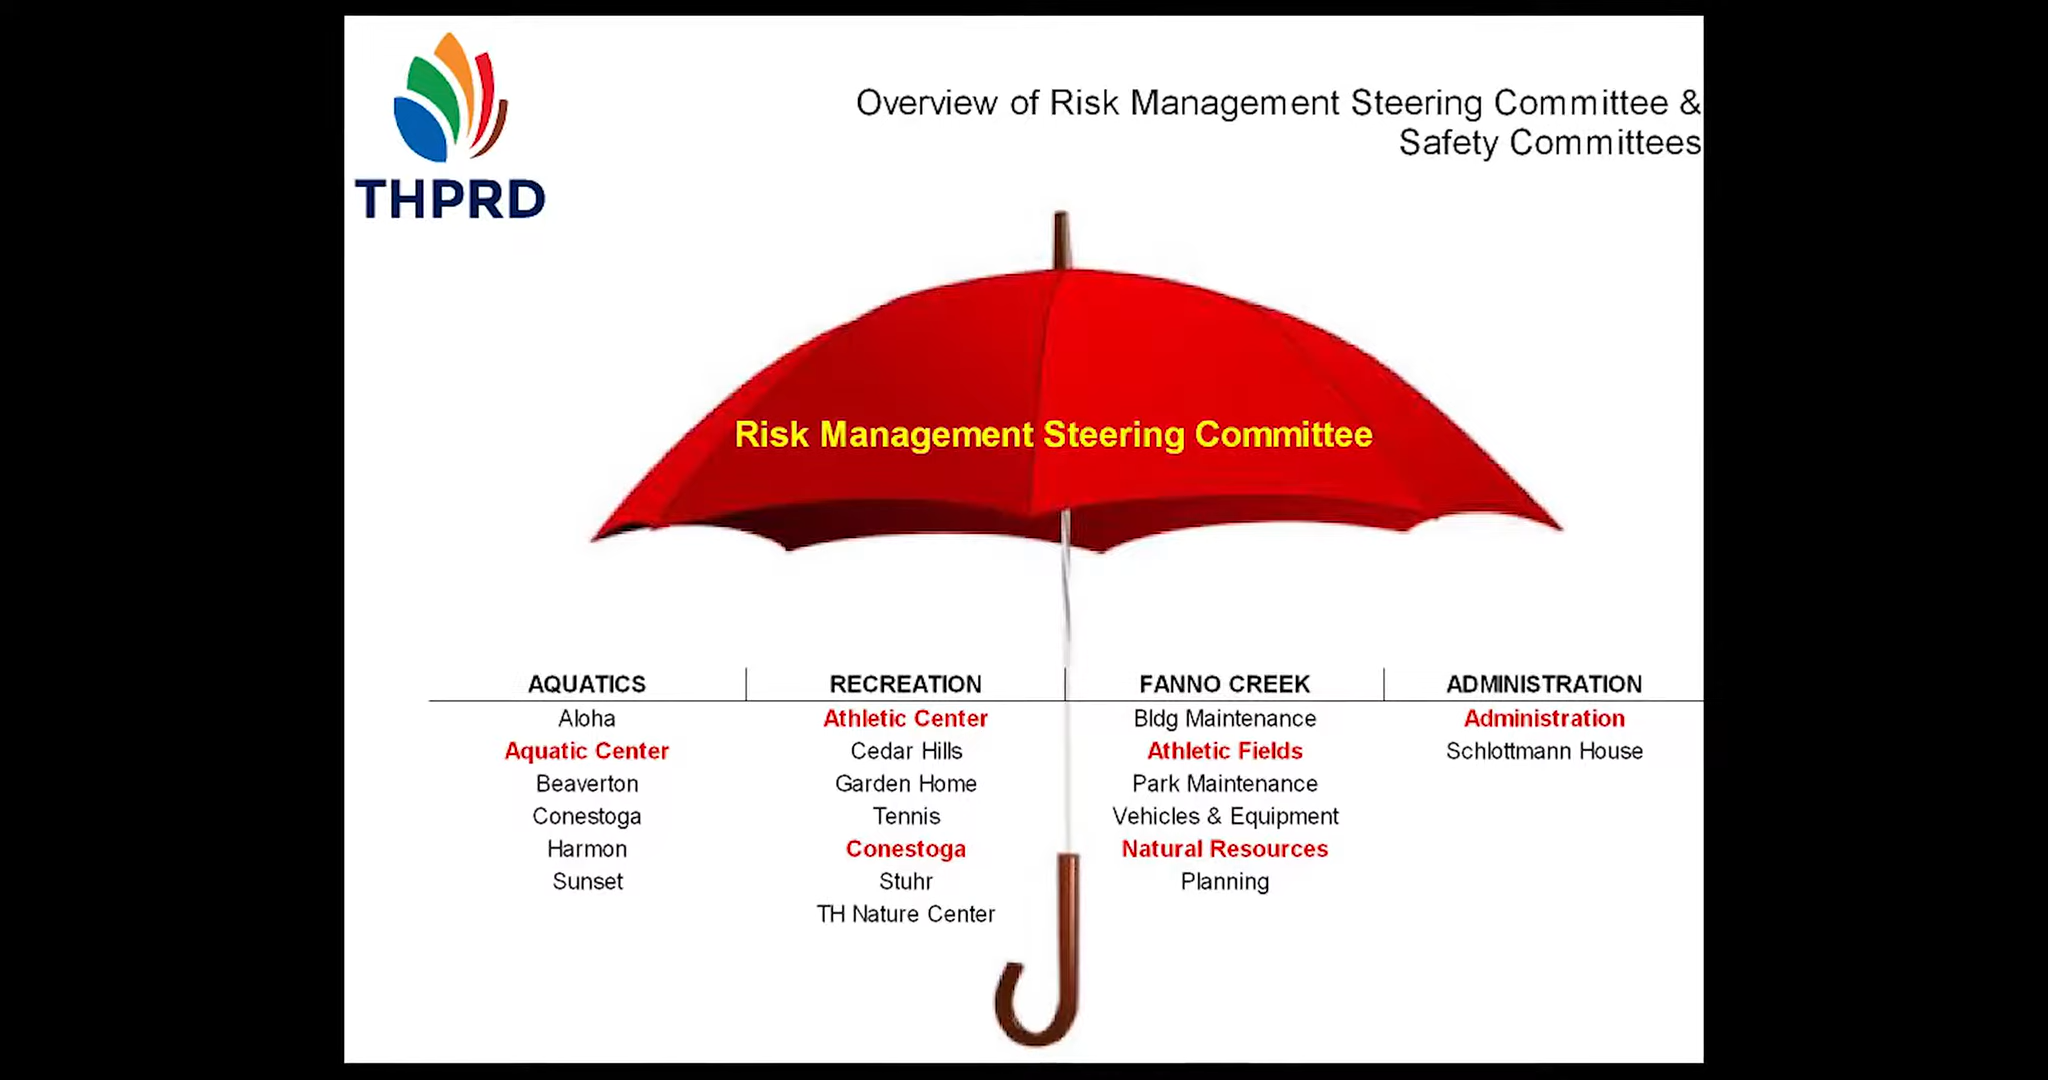 THPRD
Overview of Risk Management Steering Committee &
Safety Committees
Risk Management Steering Committee
AQUATICS RECREATION FANNO CREEK ADMINISTRATION
Aloha Athletic Center Bldg Maintenance Administration
Aquatic Center Cedar Hills Athletic Fields Schlottmann House
Beaverton Garden Home Park Maintenance
Conestoga Tennis Vehicles & Equipment
Harmon Conestoga Natural Resources
Sunset Stuhr Planning
TH Nature Center